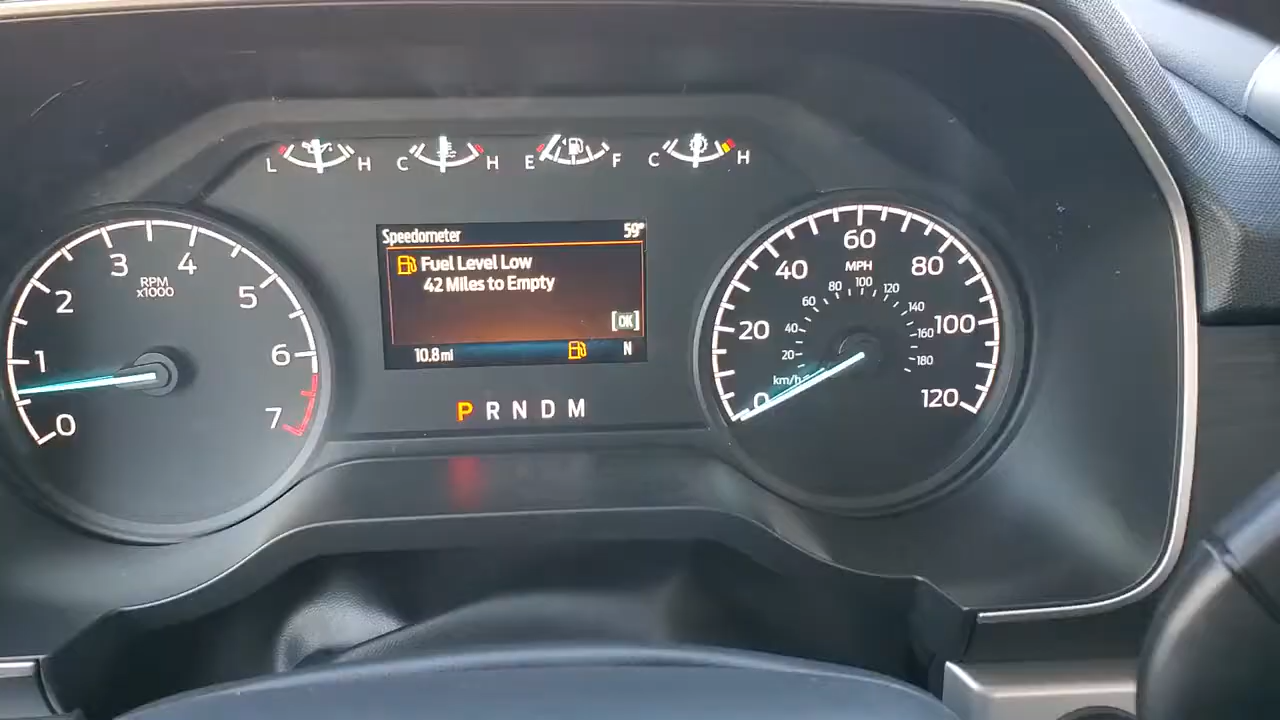 L H C H E F C H
Speedometer 59°
Fuel Level Low
42 Miles to Empty
[OK]
10.8 mi N
P R N D M
0 1 2 3 4 5 6 7
RPM
x1000
0 20 40 60 80 100 120
MPH
20 40 60 80 100 120 140 160 180
km/h